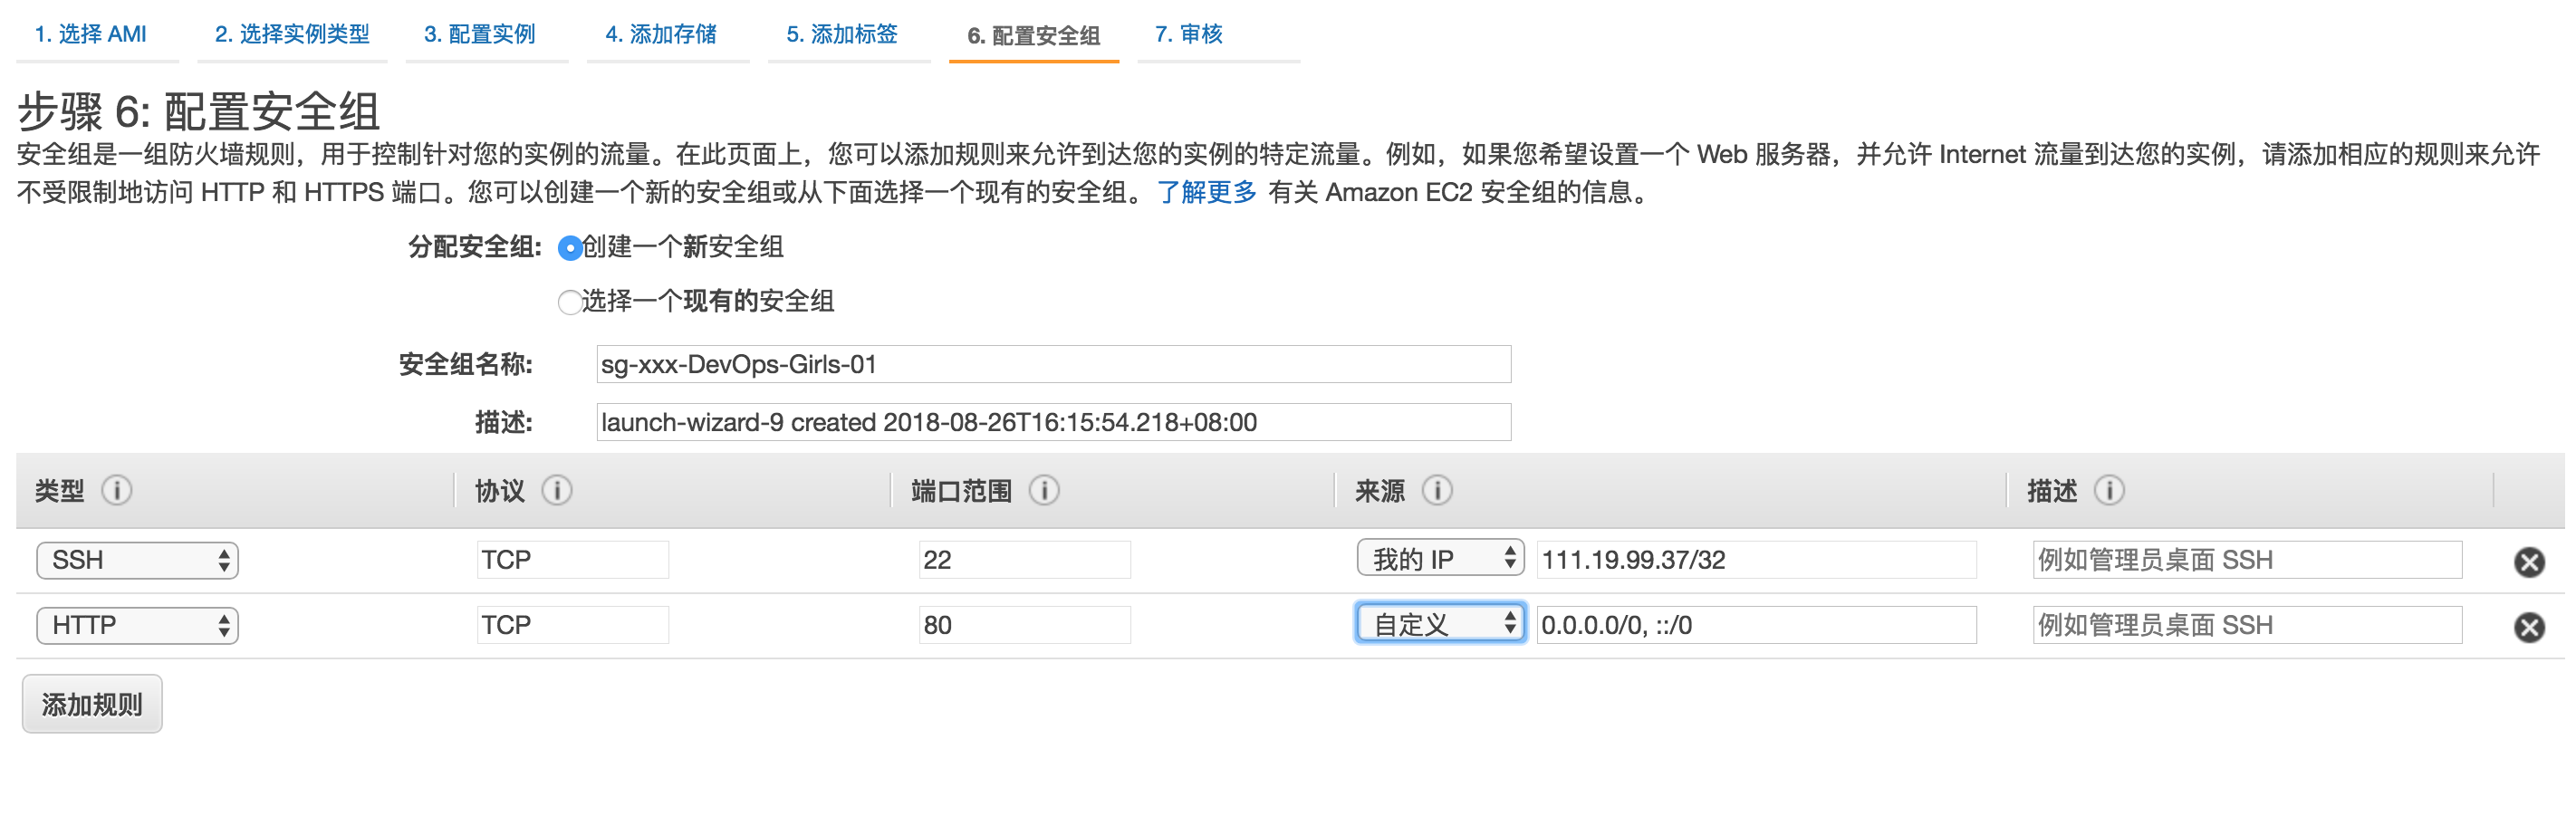 1. 选择 AMI 2. 选择实例类型 3. 配置实例 4. 添加存储 5. 添加标签 6. 配置安全组 7. 审核
步骤 6: 配置安全组
安全组是一组防火墙规则，用于控制针对您的实例的流量。在此页面上，您可以添加规则来允许到达您的实例的特定流量。例如，如果您希望设置一个 Web 服务器，并允许 Internet 流量到达您的实例，请添加相应的规则来允许
不受限制地访问 HTTP 和 HTTPS 端口。您可以创建一个新的安全组或从下面选择一个现有的安全组。 了解更多 有关 Amazon EC2 安全组的信息。
分配安全组: 创建一个新安全组
选择一个现有的安全组
安全组名称: sg-xxx-DevOps-Girls-01
描述: launch-wizard-9 created 2018-08-26T16:15:54.218+08:00
类型 协议 端口范围 来源 描述
SSH TCP 22 我的 IP 111.19.99.37/32 例如管理员桌面 SSH
HTTP TCP 80 自定义 0.0.0.0/0, ::/0 例如管理员桌面 SSH
添加规则